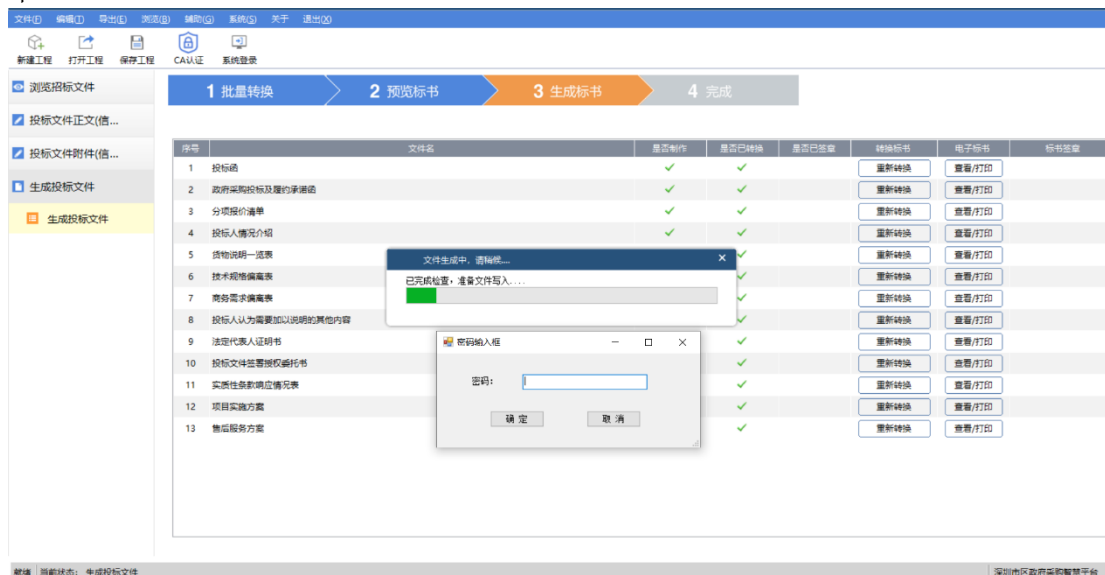 文件(F) 编辑(I) 导出(E) 浏览(B) 辅助(G) 系统(S) 关于 退出(X)
新建工程 打开工程 保存工程 CA认证 系统登录
浏览招标文件
1 批量转换 2 预览标书 3 生成标书 4 完成
投标文件正文(信...
投标文件附件(信...
生成投标文件
生成投标文件
序号 文件名 是否制作 是否已转换 是否已签章 转换标书 电子标书 标书签章
1 投标函 重新转换 查看/打印
2 政府采购投标及履约承诺函 重新转换 查看/打印
3 分项报价清单 重新转换 查看/打印
4 投标人情况介绍 重新转换 查看/打印
5 货物说明一览表 重新转换 查看/打印
6 技术规格偏离表 重新转换 查看/打印
7 商务需求偏离表 重新转换 查看/打印
8 投标人认为需要加以说明的其他内容 重新转换 查看/打印
9 法定代表人证明书 重新转换 查看/打印
10 投标文件签署授权委托书 重新转换 查看/打印
11 实质性条款响应情况表 重新转换 查看/打印
12 项目实施方案 重新转换 查看/打印
13 售后服务方案 重新转换 查看/打印
文件生成中，请稍候....
已完成检查，准备文件写入....
密码输入框
密码：
确 定 取 消
就绪 当前状态： 生成投标文件 深圳市区政府采购智慧平台